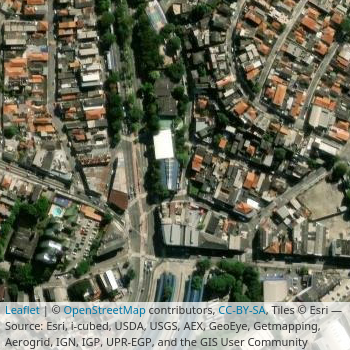 Leaflet | © OpenStreetMap contributors, CC-BY-SA, Tiles © Esri —
Source: Esri, i-cubed, USDA, USGS, AEX, GeoEye, Getmapping,
Aerogrid, IGN, IGP, UPR-EGP, and the GIS User Community